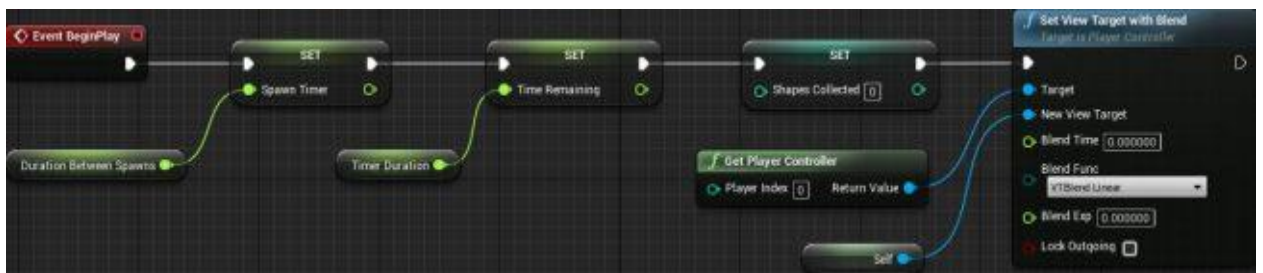 Event BeginPlay
SET
Spawn Timer
Duration Between Spawns
SET
Time Remaining
Timer Duration
SET
Shapes Collected 0
Get Player Controller
Player Index 0 Return Value
Self
f Set View Target with Blend
Target is Player Controller
Target
New View Target
Blend Time 0.000000
Blend Func
VTBlend Linear
Blend Exp 0.000000
Lock Outgoing